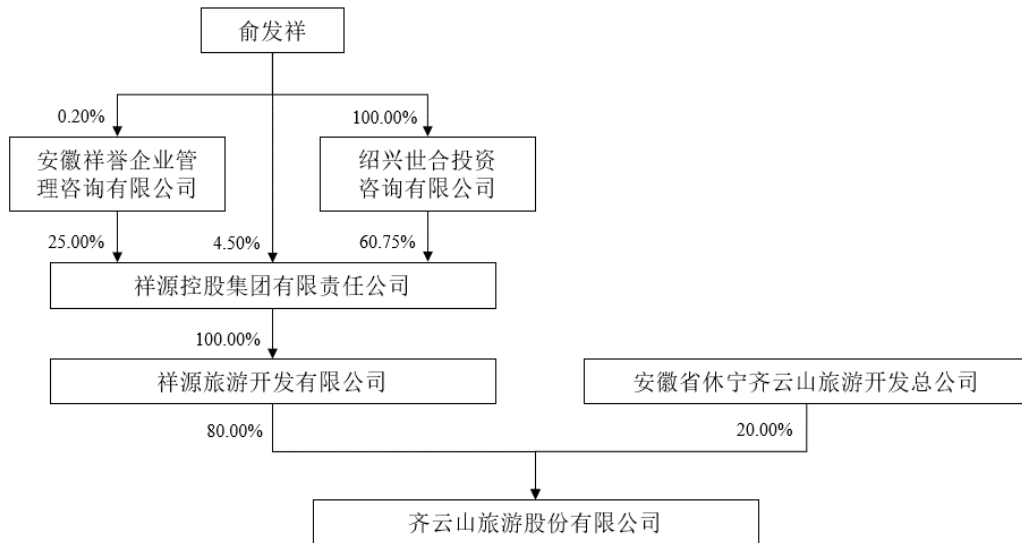 俞发祥
0.20%
100.00%
安徽祥誉企业管
理咨询有限公司
绍兴世合投资
咨询有限公司
25.00%
4.50%
60.75%
祥源控股集团有限责任公司
100.00%
祥源旅游开发有限公司
安徽省休宁齐云山旅游开发总公司
80.00%
20.00%
齐云山旅游股份有限公司